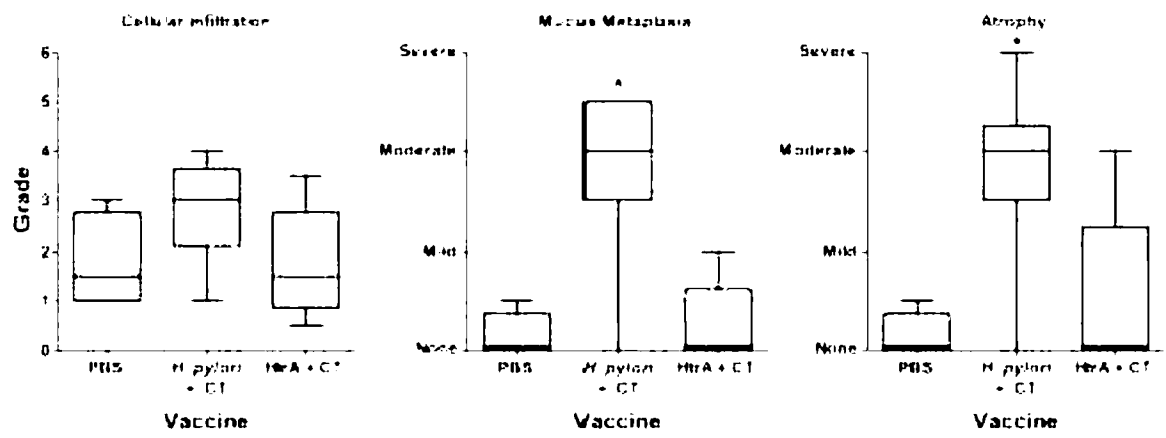 Cellular Infiltration
Mucus Metaplasia
Atrophy
Grade
6
5
4
3
2
1
0
Severe
Moderate
Mild
None
Severe
Moderate
Mild
None
*
*
PBS
H. pylori
+ CT
HtrA + CT
PBS
H. pylori
+ CT
HtrA + CT
PBS
H. pylori
+ CT
HtrA + CT
Vaccine
Vaccine
Vaccine